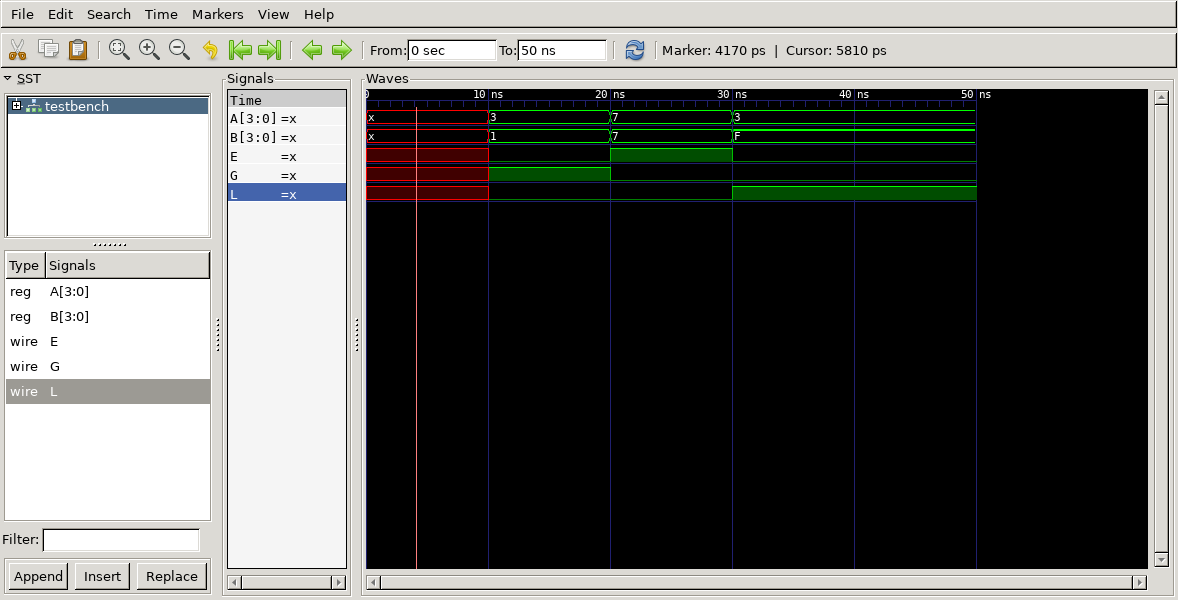 File Edit Search Time Markers View Help
From: 0 sec To: 50 ns Marker: 4170 ps | Cursor: 5810 ps
SST
testbench
Type Signals
reg A[3:0]
reg B[3:0]
wire E
wire G
wire L
Filter:
Append Insert Replace
Signals
Time
A[3:0] =x
B[3:0] =x
E =x
G =x
L =x
Waves
0 10 ns 20 ns 30 ns 40 ns 50 ns
x 3 7 3
x 1 7 F